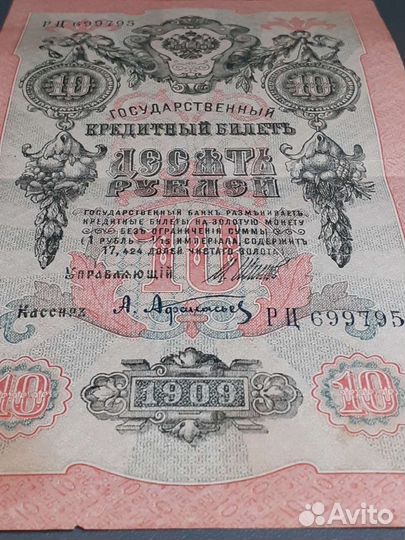 РЦ 699795
10 10
ГОСУДАРСТВЕННЫЙ
КРЕДИТНЫЙ БИЛЕТЪ
ДЕСЯТЬ
РУБЛЕЙ
ГОСУДАРСТВЕННЫЙ БАНКЪ РАЗМѢНИВАЕТЪ
КРЕДИТНЫЕ БИЛЕТЫ НА ЗОЛОТУЮ МОНЕТУ
БЕЗЪ ОГРАНИЧЕНІЯ СУММЫ
(1 РУБЛЬ = 1/15 ИМПЕРІАЛА, СОДЕРЖИТЪ
17,424 ДОЛЕЙ ЧИСТАГО ЗОЛОТА)
10
Управляющій
Кассиръ А. Афанасьев РЦ 699795
10 1909 10
Avito